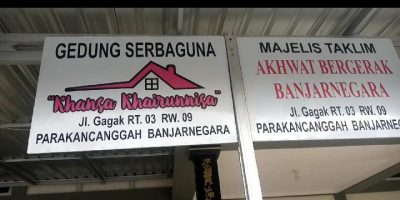 GEDUNG SERBAGUNA
"Khansa Khairunnisa"
Jl. Gagak RT. 03 RW. 09
PARAKANCANGGAH BANJARNEGARA
MAJELIS TAKLIM
AKHWAT BERGERAK
BANJARNEGARA
Jl. Gagak RT. 03 RW. 09
PARAKANCANGGAH BANJARNE